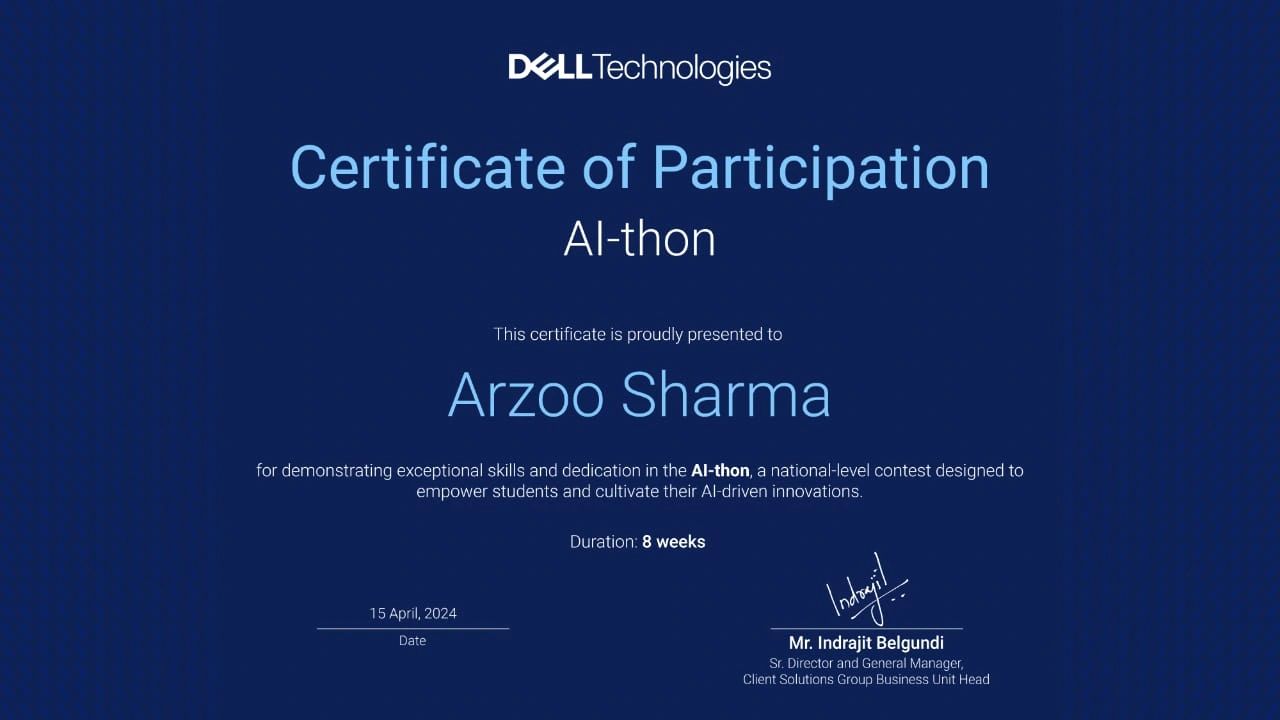 DELLTechnologies
Certificate of Participation
AI-thon
This certificate is proudly presented to
Arzoo Sharma
for demonstrating exceptional skills and dedication in the AI-thon, a national-level contest designed to
empower students and cultivate their AI-driven innovations.
Duration: 8 weeks
Indrajit
15 April, 2024
Date
Mr. Indrajit Belgundi
Sr. Director and General Manager,
Client Solutions Group Business Unit Head